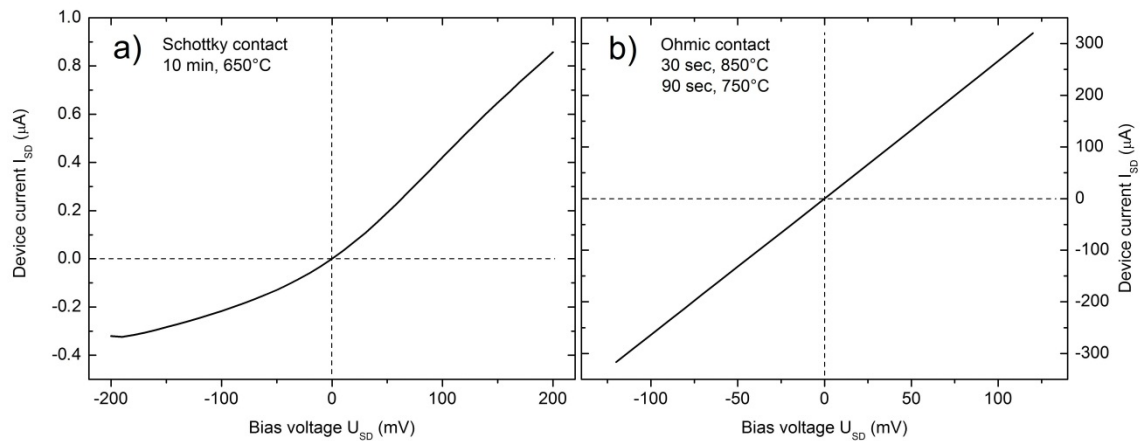 a)
Schottky contact
10 min, 650°C
1.0
0.8
0.6
0.4
0.2
0.0
-0.2
-0.4
Device current I_SD (μA)
-200
-100
0
100
200
Bias voltage U_SD (mV)
b)
Ohmic contact
30 sec, 850°C
90 sec, 750°C
300
200
100
0
-100
-200
-300
Device current I_SD (μA)
-100
-50
0
50
100
Bias voltage U_SD (mV)